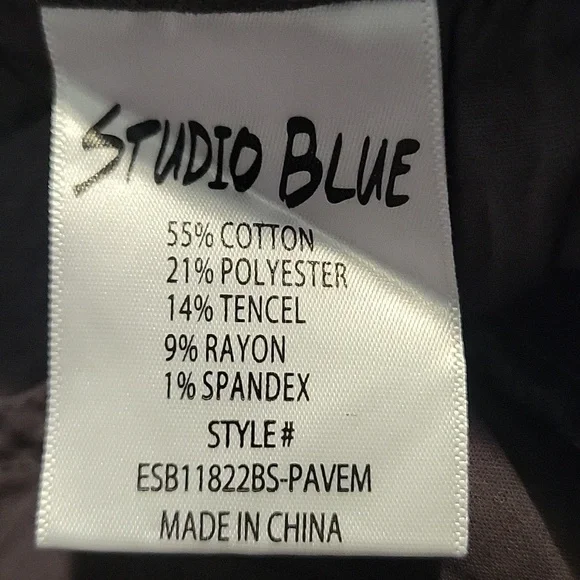 STUDIO BLUE
55% COTTON
21% POLYESTER
14% TENCEL
9% RAYON
1% SPANDEX
STYLE#
ESB11822BS-PAVEM
MADE IN CHINA